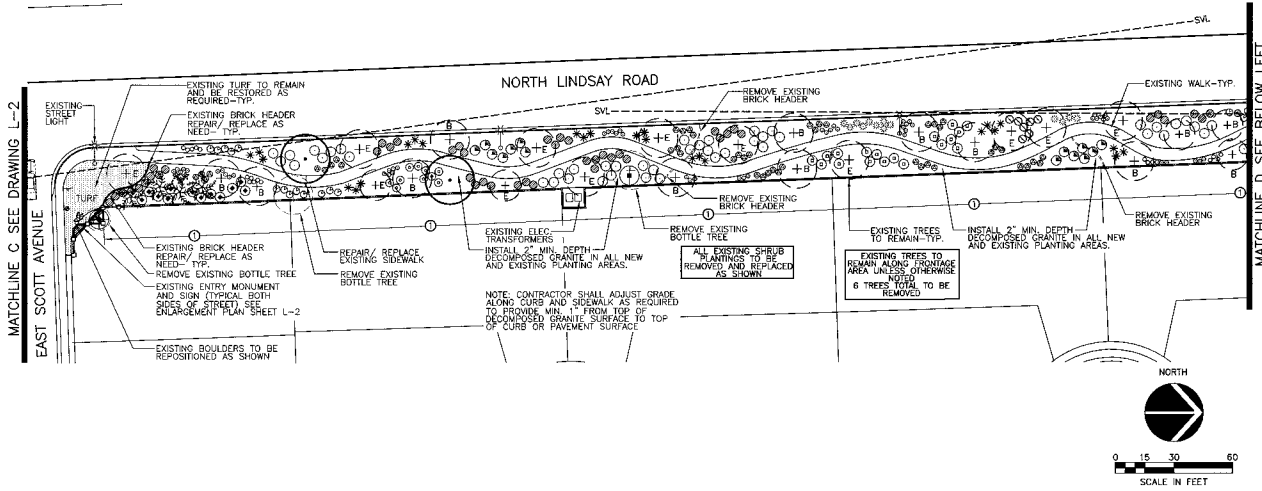 SVL
NORTH LINDSAY ROAD
EXISTING TURF TO REMAIN
AND BE RESTORED AS
REQUIRED-TYP.
EXISTING
STREET
LIGHT
EXISTING BRICK HEADER
REPAIR/ REPLACE AS
NEED- TYP.
REMOVE EXISTING
BRICK HEADER
EXISTING WALK-TYP.
SVL
MATCHLINE C SEE DRAWING L-2
EAST SCOTT AVENUE
MATCHLINE D SEE BELOW LEFT
TURF
E
B
E
B
E
B
E
B
E
B
E
B
E
B
1
1
1
1
EXISTING BRICK HEADER
REPAIR/ REPLACE AS
NEED- TYP.
REMOVE EXISTING BOTTLE TREE
EXISTING ENTRY MONUMENT
AND SIGN (TYPICAL BOTH
SIDES OF STREET) SEE
ENLARGEMENT PLAN SHEET L-2
EXISTING BOULDERS TO BE
REPOSITIONED AS SHOWN
REPAIR/ REPLACE
EXISTING SIDEWALK
REMOVE EXISTING
BOTTLE TREE
EXISTING ELEC.
TRANSFORMERS
INSTALL 2" MIN. DEPTH
DECOMPOSED GRANITE IN ALL NEW
AND EXISTING PLANTING AREAS.
NOTE: CONTRACTOR SHALL ADJUST GRADE
ALONG CURB AND SIDEWALK AS REQUIRED
TO PROVIDE MIN. 1" FROM TOP OF
DECOMPOSED GRANITE SURFACE TO TOP
OF CURB OR PAVEMENT SURFACE
REMOVE EXISTING
BRICK HEADER
REMOVE EXISTING
BOTTLE TREE
ALL EXISTING SHRUB
PLANTINGS TO BE
REMOVED AND REPLACED
AS SHOWN
EXISTING TREES
TO REMAIN-TYP.
EXISTING TREES TO
REMAIN ALONG FRONTAGE
AREA UNLESS OTHERWISE
NOTED
6 TREES TOTAL TO BE
REMOVED
INSTALL 2" MIN. DEPTH
DECOMPOSED GRANITE IN ALL NEW
AND EXISTING PLANTING AREAS.
REMOVE EXISTING
BRICK HEADER
NORTH
0 15 30 60
SCALE IN FEET